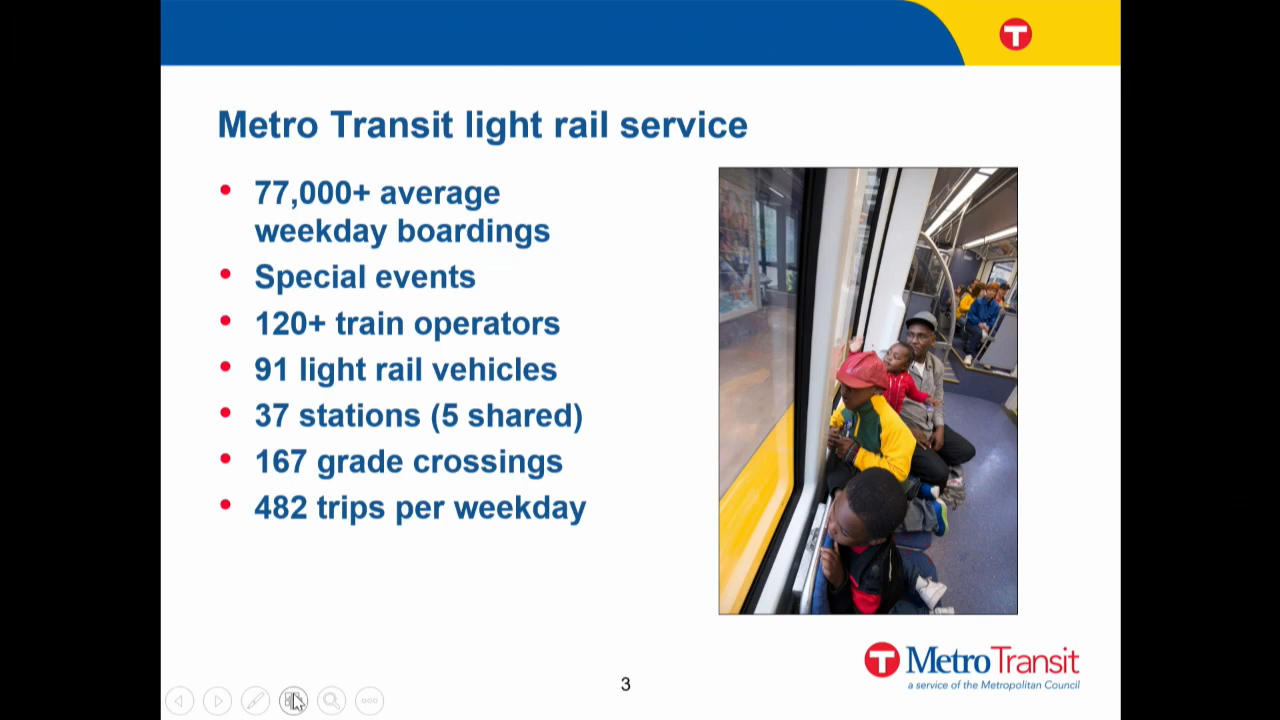 T
Metro Transit light rail service
• 77,000+ average
weekday boardings
• Special events
• 120+ train operators
• 91 light rail vehicles
• 37 stations (5 shared)
• 167 grade crossings
• 482 trips per weekday
T MetroTransit
a service of the Metropolitan Council
3